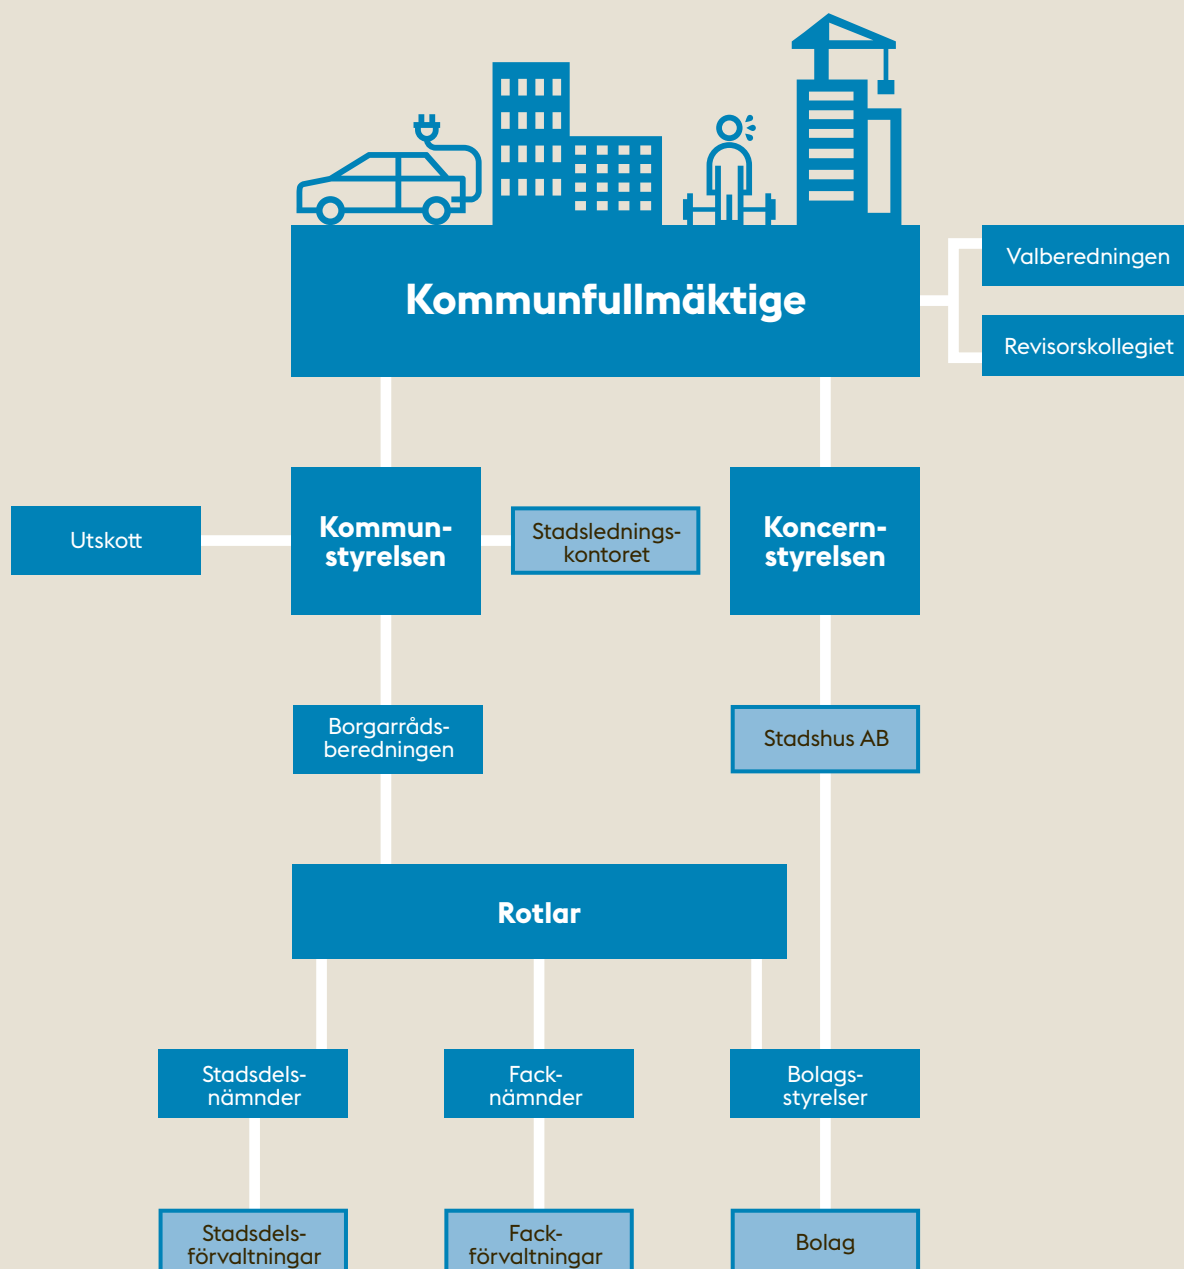 Kommunfullmäktige
Valberedningen
Revisorskollegiet
Utskott
Kommun-
styrelsen
Stadslednings-
kontoret
Koncern-
styrelsen
Borgarråds-
beredningen
Stadshus AB
Rotlar
Stadsdels-
nämnder
Fack-
nämnder
Bolags-
styrelser
Stadsdels-
förvaltningar
Fack-
förvaltningar
Bolag